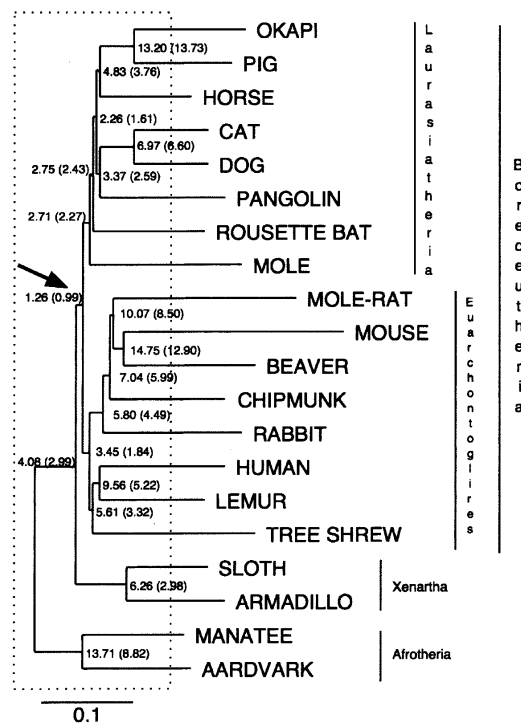 OKAPI
13.20 (13.73)
PIG
4.83 (3.76)
HORSE
2.26 (1.61)
CAT
6.97 (6.60)
DOG
2.75 (2.43)
3.37 (2.59)
PANGOLIN
2.71 (2.27)
ROUSETTE BAT
MOLE
Laurasiatheria
1.26 (0.99)
MOLE-RAT
10.07 (8.50)
MOUSE
14.75 (12.90)
BEAVER
7.04 (5.99)
CHIPMUNK
5.80 (4.49)
RABBIT
3.45 (1.84)
4.08 (2.99)
HUMAN
9.56 (5.22)
LEMUR
5.61 (3.32)
TREE SHREW
Euarchontoglires
Boreoeutheria
SLOTH
6.26 (2.98)
Xenartha
ARMADILLO
MANATEE
13.71 (8.82)
Afrotheria
AARDVARK
0.1